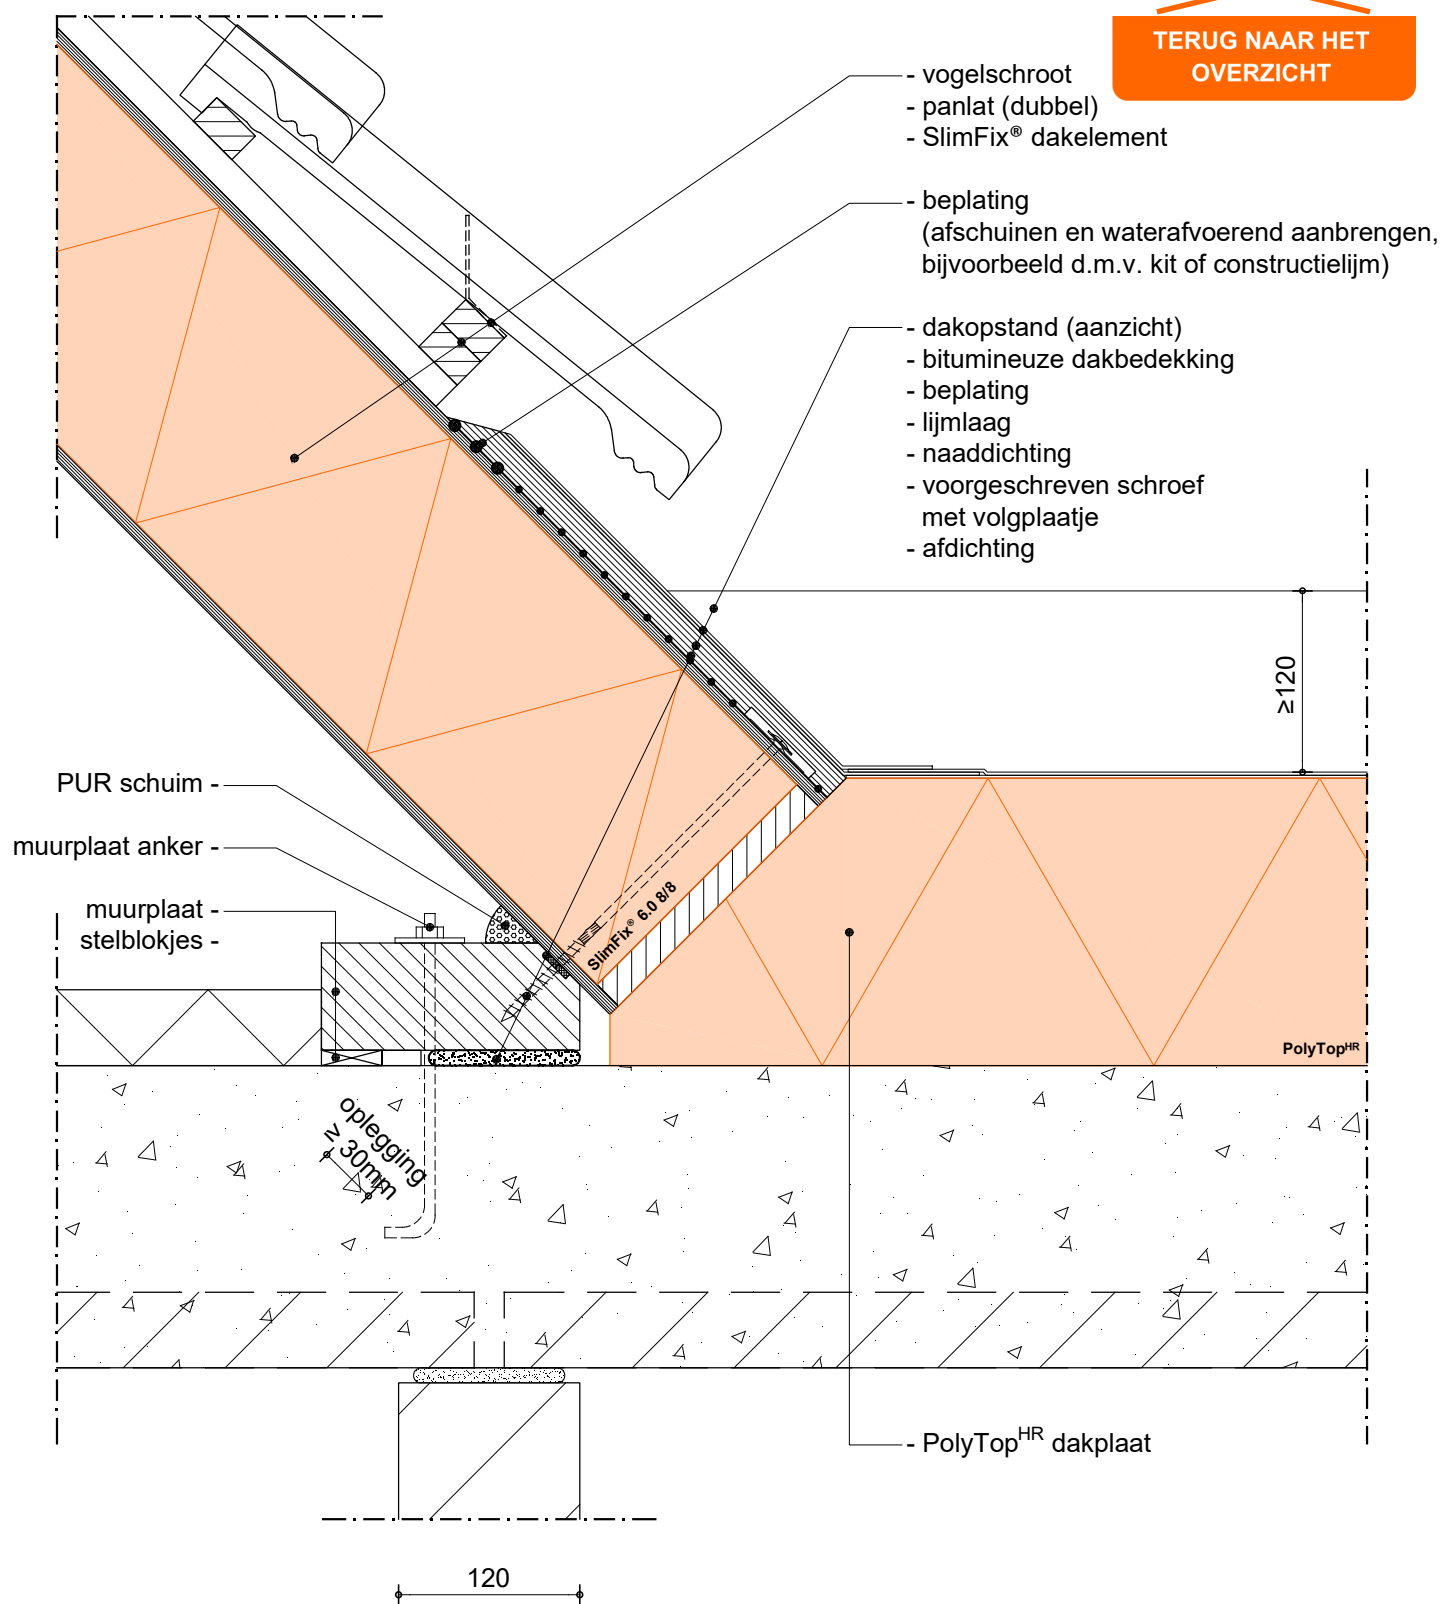 TERUG NAAR HET
OVERZICHT
- vogelschroot
- panlat (dubbel)
- SlimFix® dakelement
- beplating
(afschuinen en waterafvoerend aanbrengen,
bijvoorbeeld d.m.v. kit of constructielijm)
- dakopstand (aanzicht)
- bitumineuze dakbedekking
- beplating
- lijmlaag
- naaddichting
- voorgeschreven schroef
met volgplaatje
- afdichting
≥120
PUR schuim -
muurplaat anker -
muurplaat -
stelblokjes -
SlimFix® 6.0 8/8
PolyTopHR
oplegging
≥ 30mm
- PolyTopHR dakplaat
120